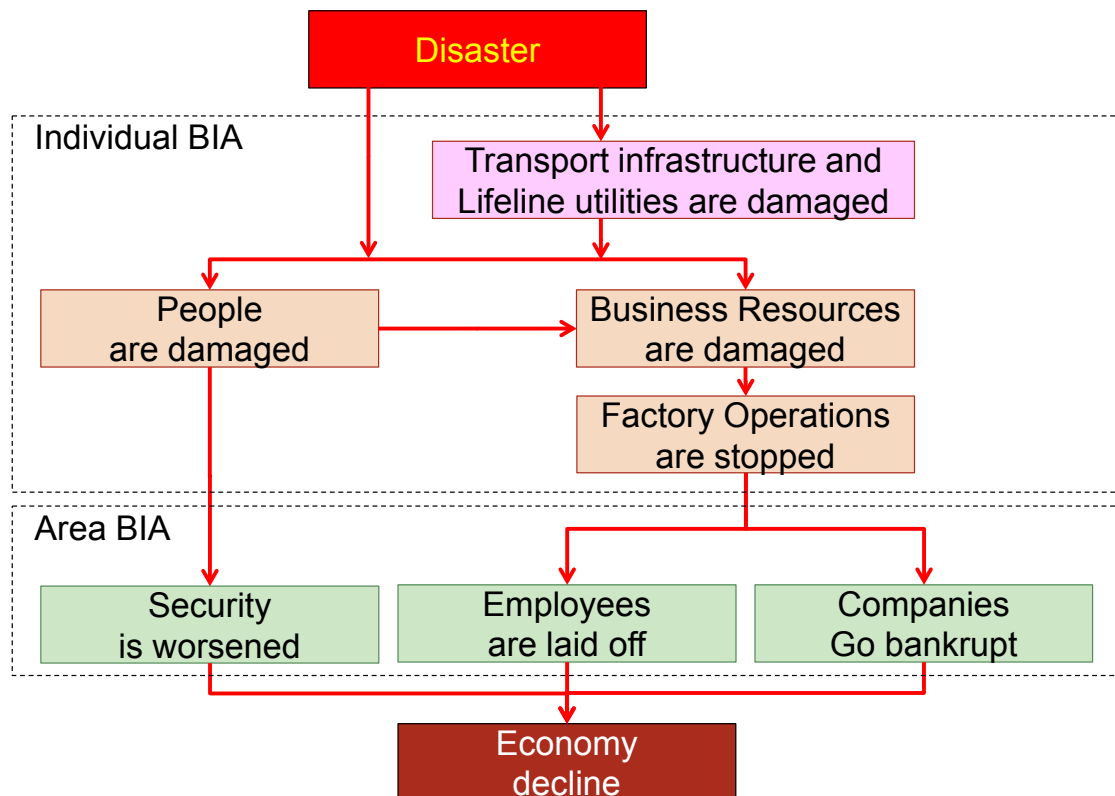 Disaster
Individual BIA
Transport infrastructure and
Lifeline utilities are damaged
People
are damaged
Business Resources
are damaged
Factory Operations
are stopped
Area BIA
Security
is worsened
Employees
are laid off
Companies
Go bankrupt
Economy
decline